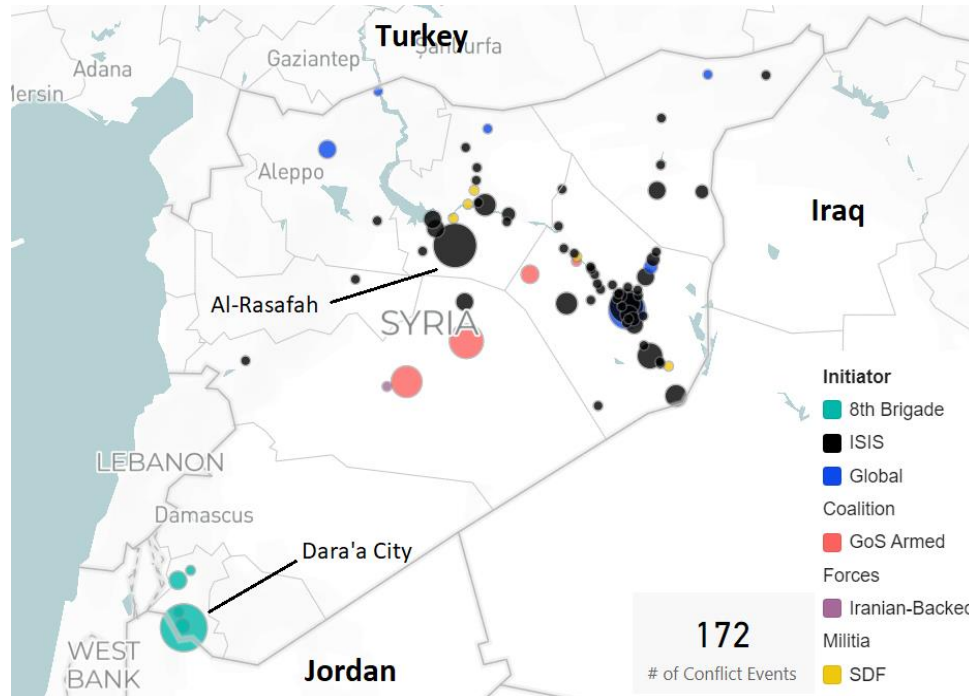 Turkey
Şanlıurfa
Gaziantep
Adana
Mersin
Aleppo
Iraq
Al-Rasafah
SYRIA
Initiator
8th Brigade
ISIS
Global
Coalition
GoS Armed
Forces
Iranian-Backed
Militia
SDF
LEBANON
Damascus
Dara'a City
WEST
BANK
Jordan
172
# of Conflict Events